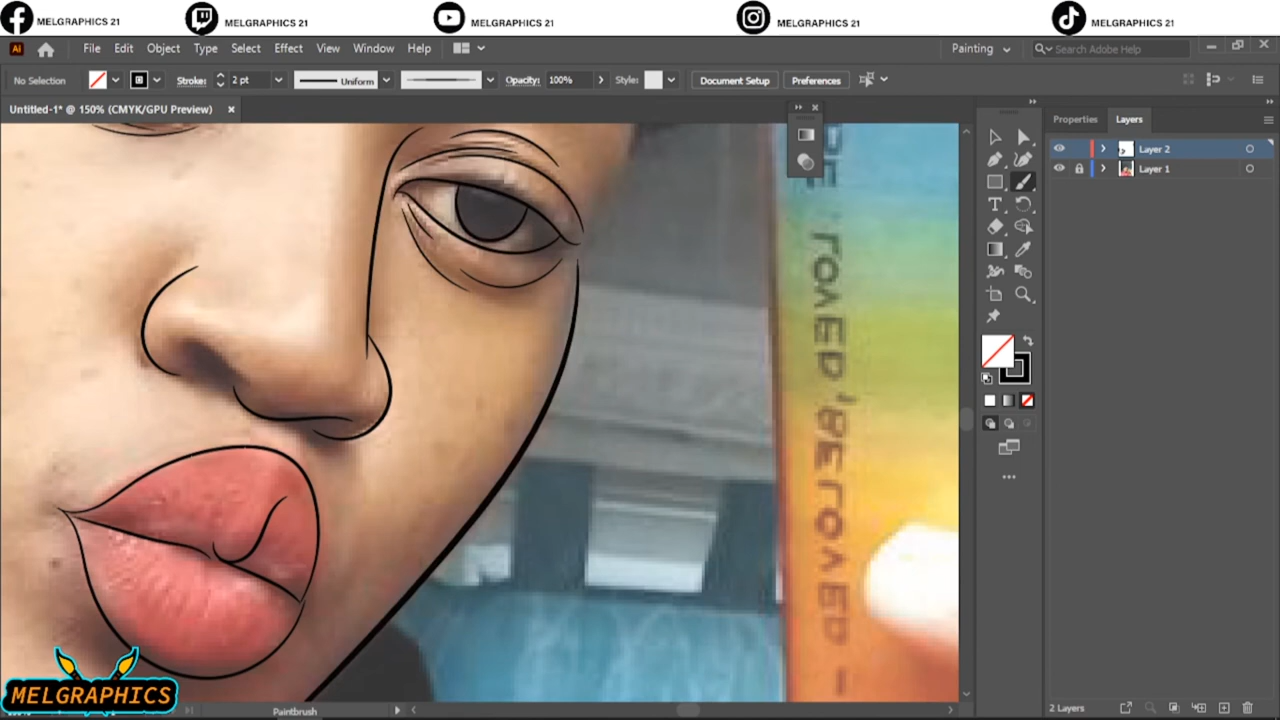 MELGRAPHICS 21
MELGRAPHICS 21
MELGRAPHICS 21
MELGRAPHICS 21
MELGRAPHICS 21
Ai
File Edit Object Type Select Effect View Window Help
Painting
Search Adobe Help
No Selection
Stroke: 2 pt
Uniform
Opacity: 100%
Style:
Document Setup
Preferences
Untitled-1* @ 150% (CMYK/GPU Preview)
Properties
Layers
Layer 2
Layer 1
MELGRAPHICS
Paintbrush
2 Layers